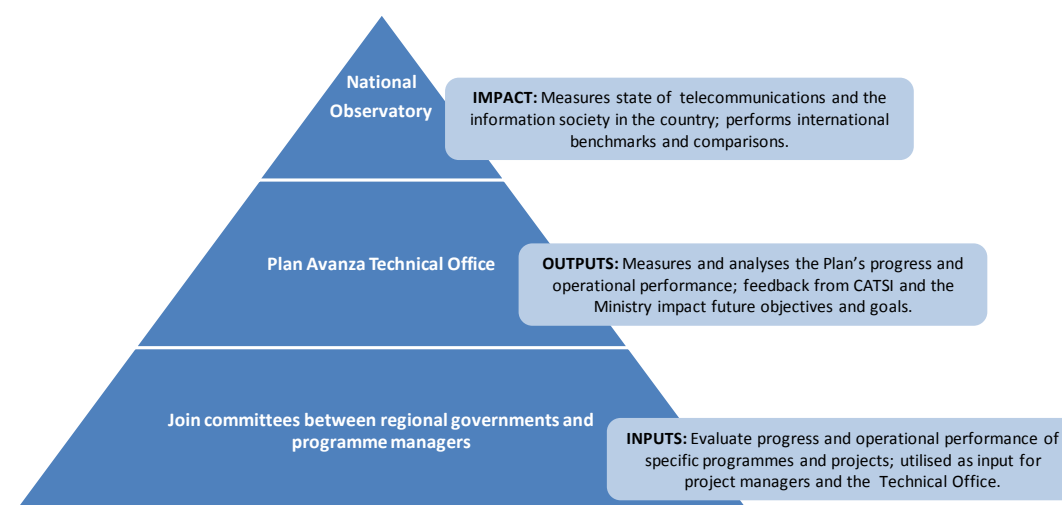 National
Observatory
IMPACT: Measures state of telecommunications and the
information society in the country; performs international
benchmarks and comparisons.
Plan Avanza Technical Office
OUTPUTS: Measures and analyses the Plan’s progress and
operational performance; feedback from CATSI and the
Ministry impact future objectives and goals.
Join committees between regional governments and
programme managers
INPUTS: Evaluate progress and operational performance of
specific programmes and projects; utilised as input for
project managers and the Technical Office.